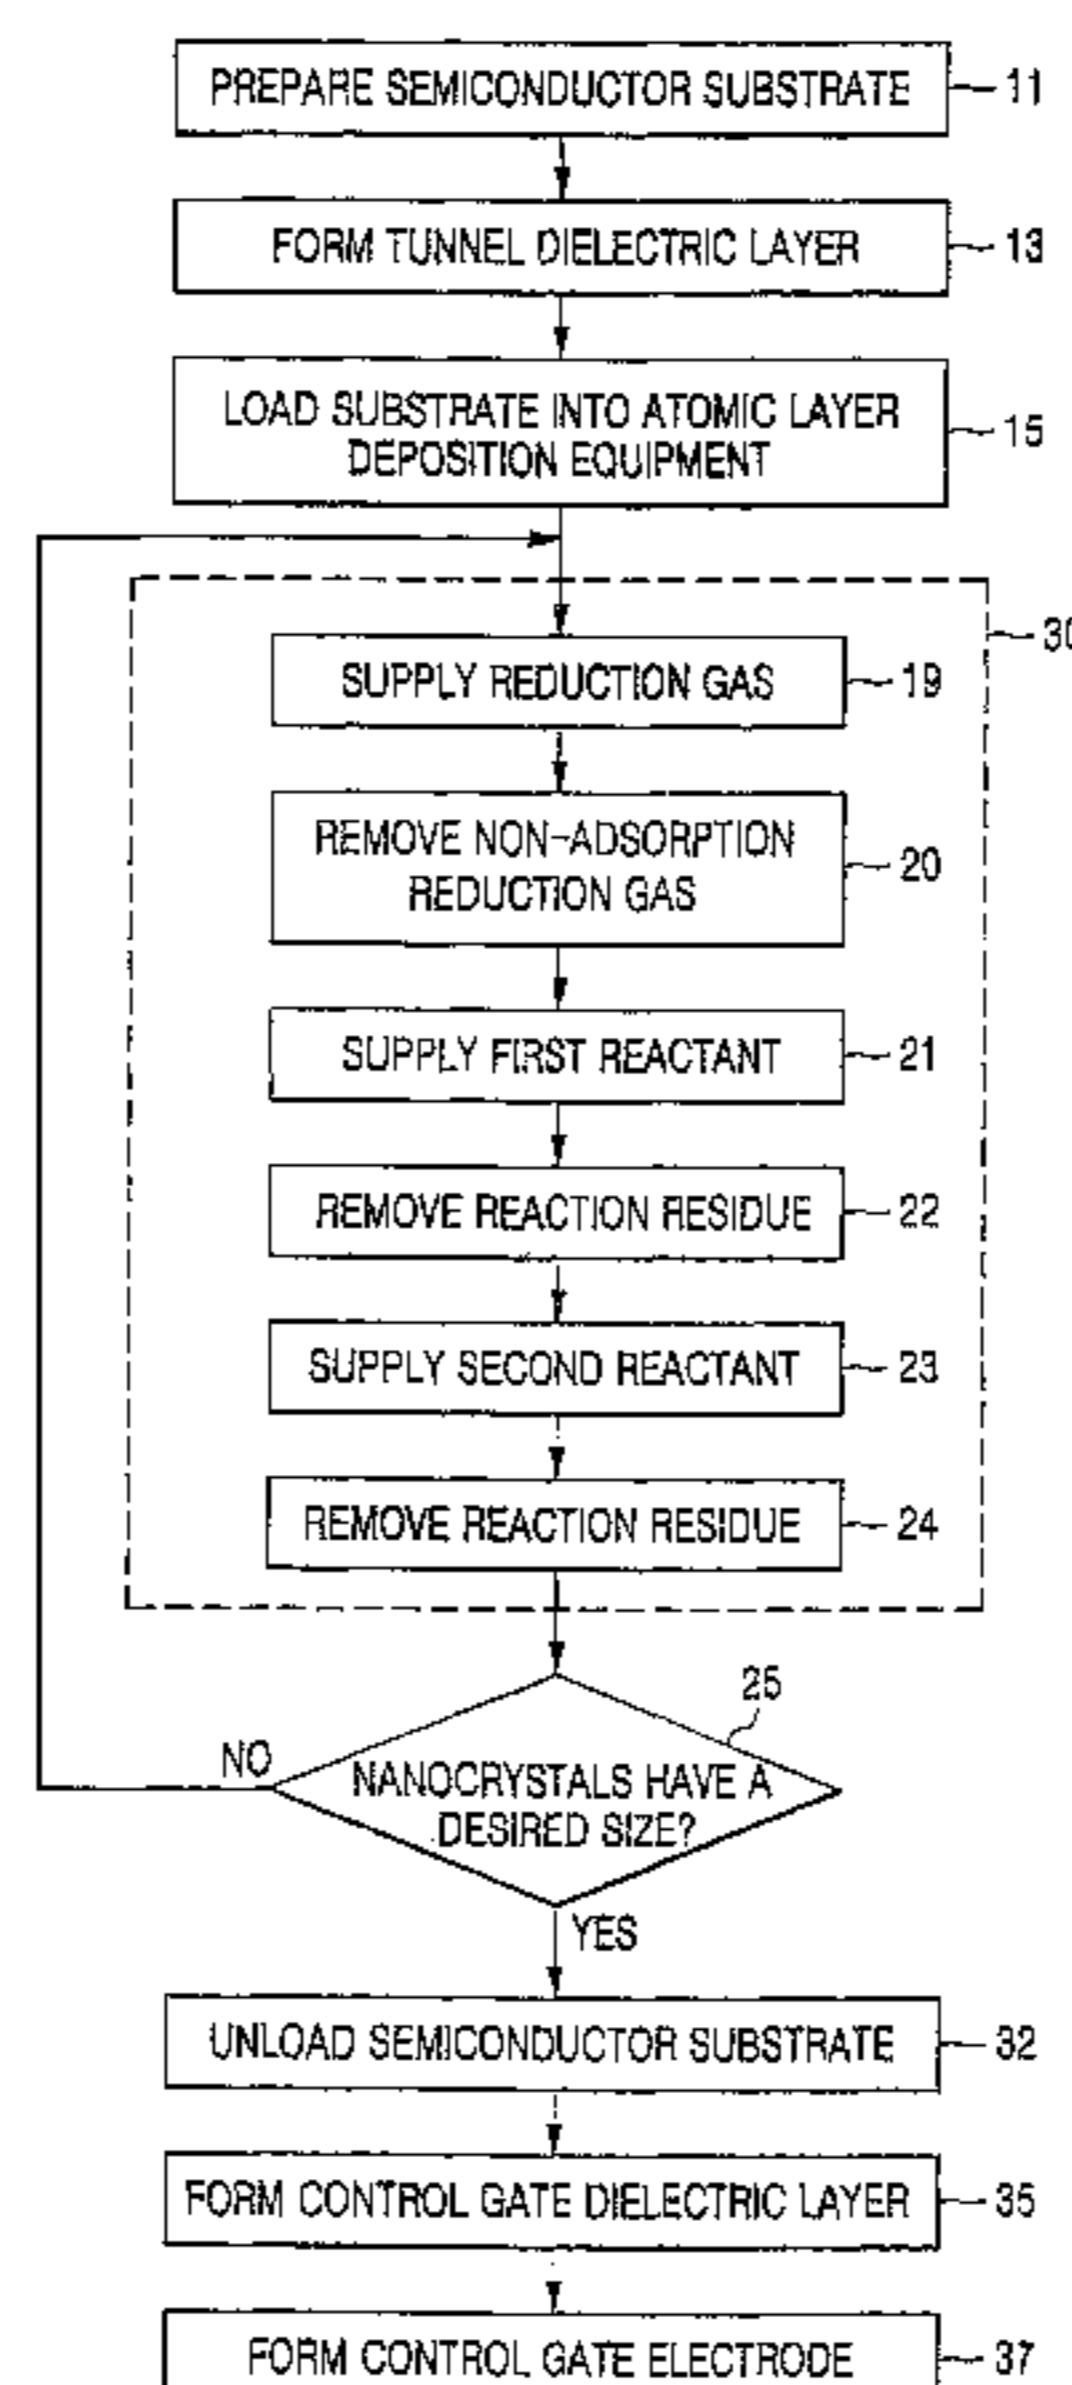 PREPARE SEMICONDUCTOR SUBSTRATE 11
FORM TUNNEL DIELECTRIC LAYER 13
LOAD SUBSTRATE INTO ATOMIC LAYER
DEPOSITION EQUIPMENT 15
30
SUPPLY REDUCTION GAS 19
REMOVE NON-ADSORPTION
REDUCTION GAS 20
SUPPLY FIRST REACTANT 21
REMOVE REACTION RESIDUE 22
SUPPLY SECOND REACTANT 23
REMOVE REACTION RESIDUE 24
25
NO
NANOCRYSTALS HAVE A
DESIRED SIZE?
YES
UNLOAD SEMICONDUCTOR SUBSTRATE 32
FORM CONTROL GATE DIELECTRIC LAYER 35
FORM CONTROL GATE ELECTRODE 37